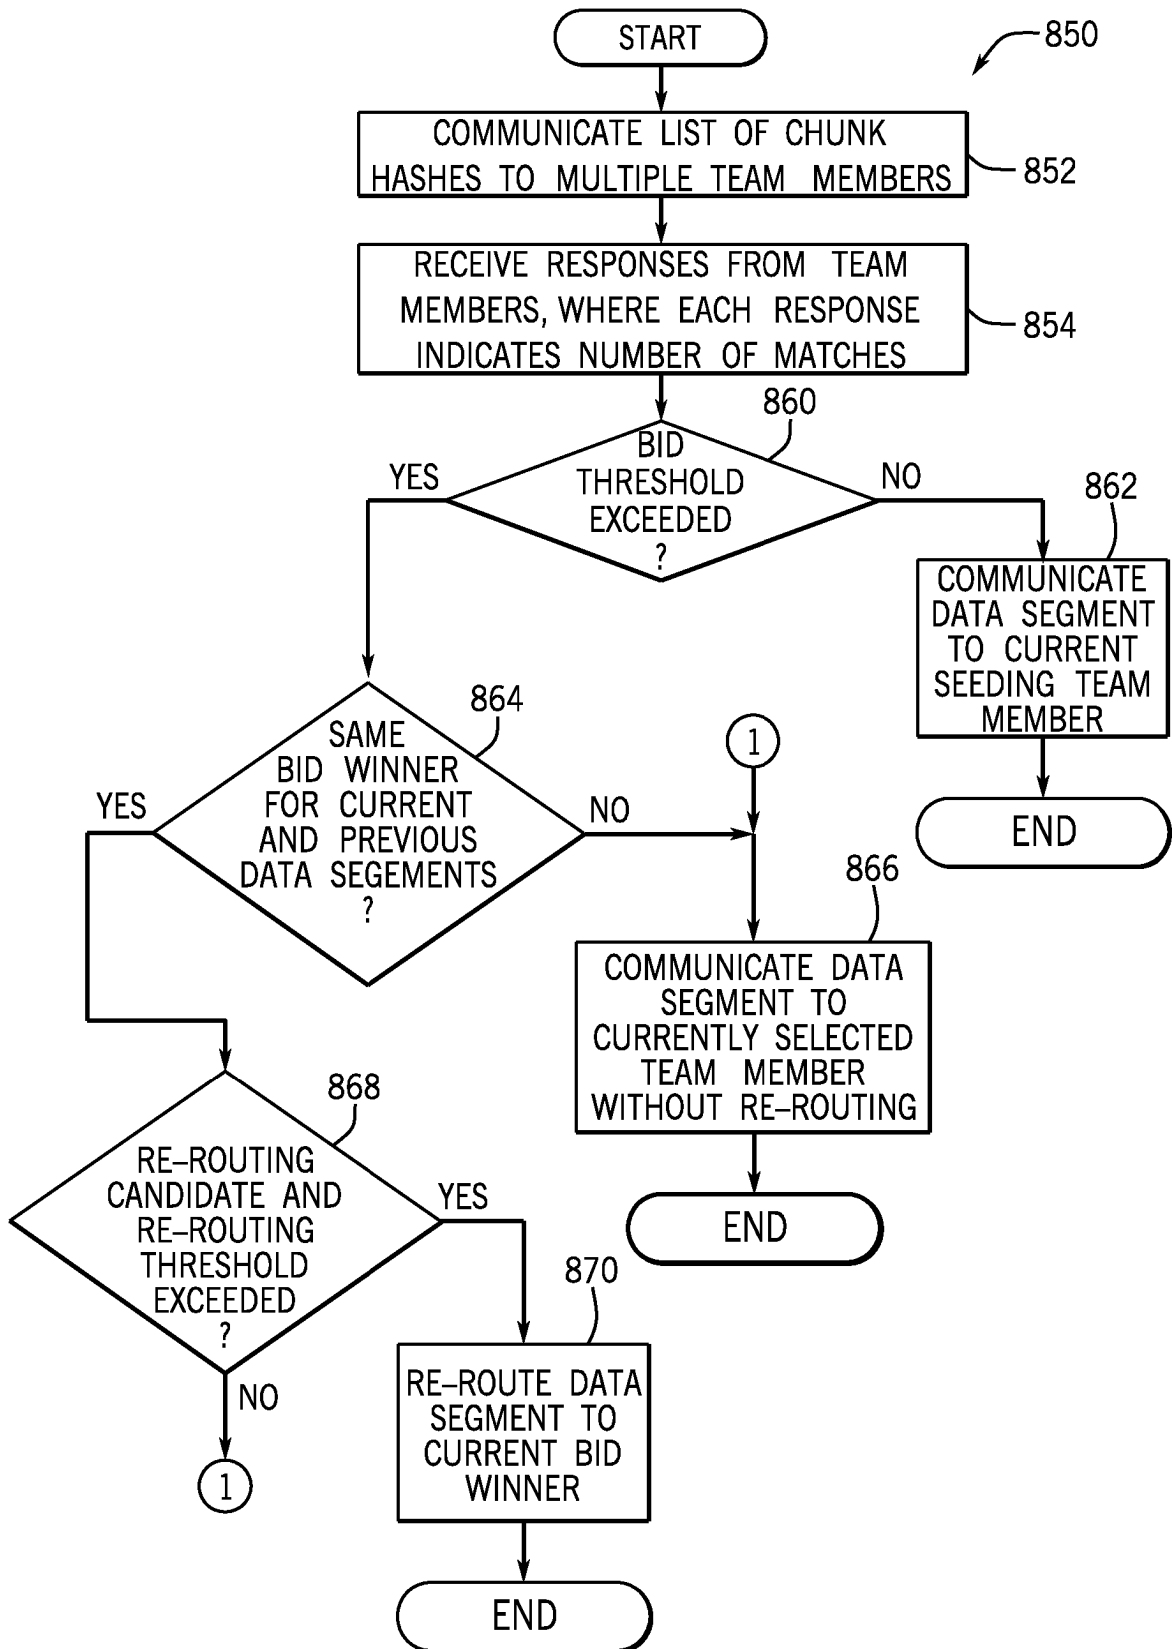 START
850
COMMUNICATE LIST OF CHUNK
HASHES TO MULTIPLE TEAM MEMBERS
852
RECEIVE RESPONSES FROM TEAM
MEMBERS, WHERE EACH RESPONSE
INDICATES NUMBER OF MATCHES
854
860
BID
THRESHOLD
EXCEEDED
?
YES
NO
862
COMMUNICATE
DATA SEGMENT
TO CURRENT
SEEDING TEAM
MEMBER
END
864
SAME
BID WINNER
FOR CURRENT
AND PREVIOUS
DATA SEGEMENTS
?
YES
NO
1
866
COMMUNICATE DATA
SEGMENT TO
CURRENTLY SELECTED
TEAM MEMBER
WITHOUT RE-ROUTING
END
868
RE-ROUTING
CANDIDATE AND
RE-ROUTING
THRESHOLD
EXCEEDED
?
YES
NO
1
870
RE-ROUTE DATA
SEGMENT TO
CURRENT BID
WINNER
END